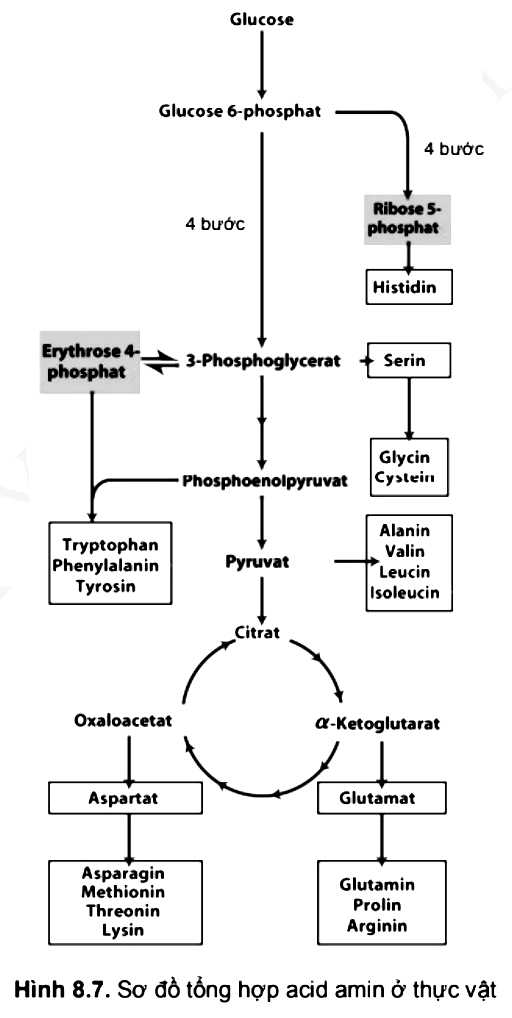 Glucose
Glucose 6-phosphat
4 bước
4 bước
Ribose 5-
phosphat
Histidin
Erythrose 4-
phosphat
3-Phosphoglycerat
Serin
Glycin
Cystein
Phosphoenolpyruvat
Tryptophan
Phenylalanin
Tyrosin
Pyruvat
Alanin
Valin
Leucin
Isoleucin
Citrat
Oxaloacetat
α-Ketoglutarat
Aspartat
Glutamat
Asparagin
Methionin
Threonin
Lysin
Glutamin
Prolin
Arginin
Hình 8.7. Sơ đồ tổng hợp acid amin ở thực vật